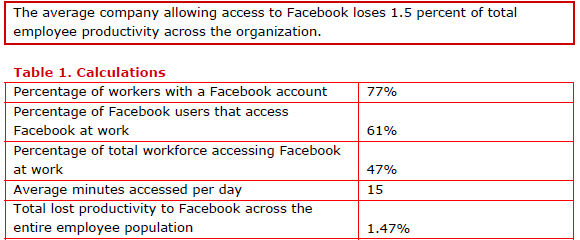 The average company allowing access to Facebook loses 1.5 percent of total
employee productivity across the organization.
Table 1. Calculations
Percentage of workers with a Facebook account 77%
Percentage of Facebook users that access
Facebook at work 61%
Percentage of total workforce accessing Facebook
at work 47%
Average minutes accessed per day 15
Total lost productivity to Facebook across the
entire employee population 1.47%